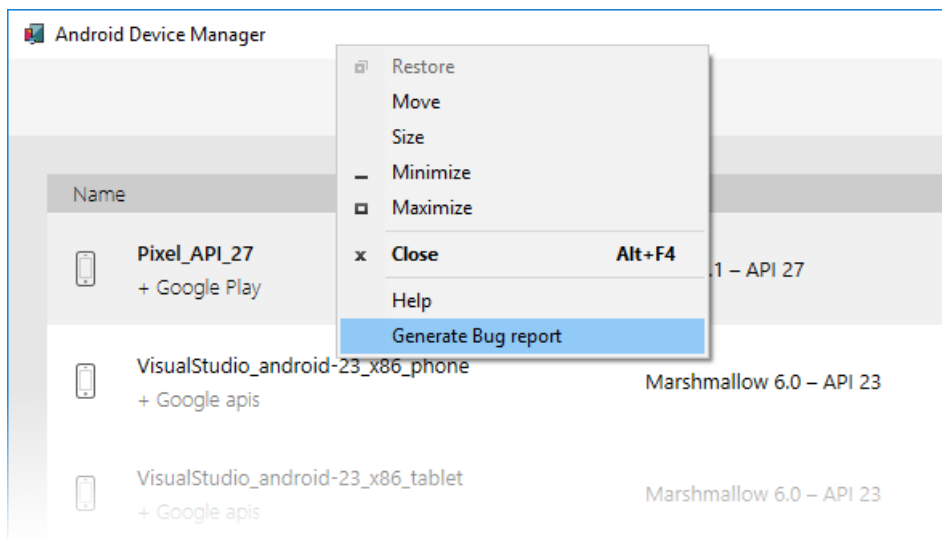 Android Device Manager
Restore
Move
Size
Minimize
Maximize
Close Alt+F4
Help
Generate Bug report
Name
Pixel_API_27
+ Google Play
.1 – API 27
VisualStudio_android-23_x86_phone
+ Google apis
Marshmallow 6.0 – API 23
VisualStudio_android-23_x86_tablet
+ Google apis
Marshmallow 6.0 – API 23